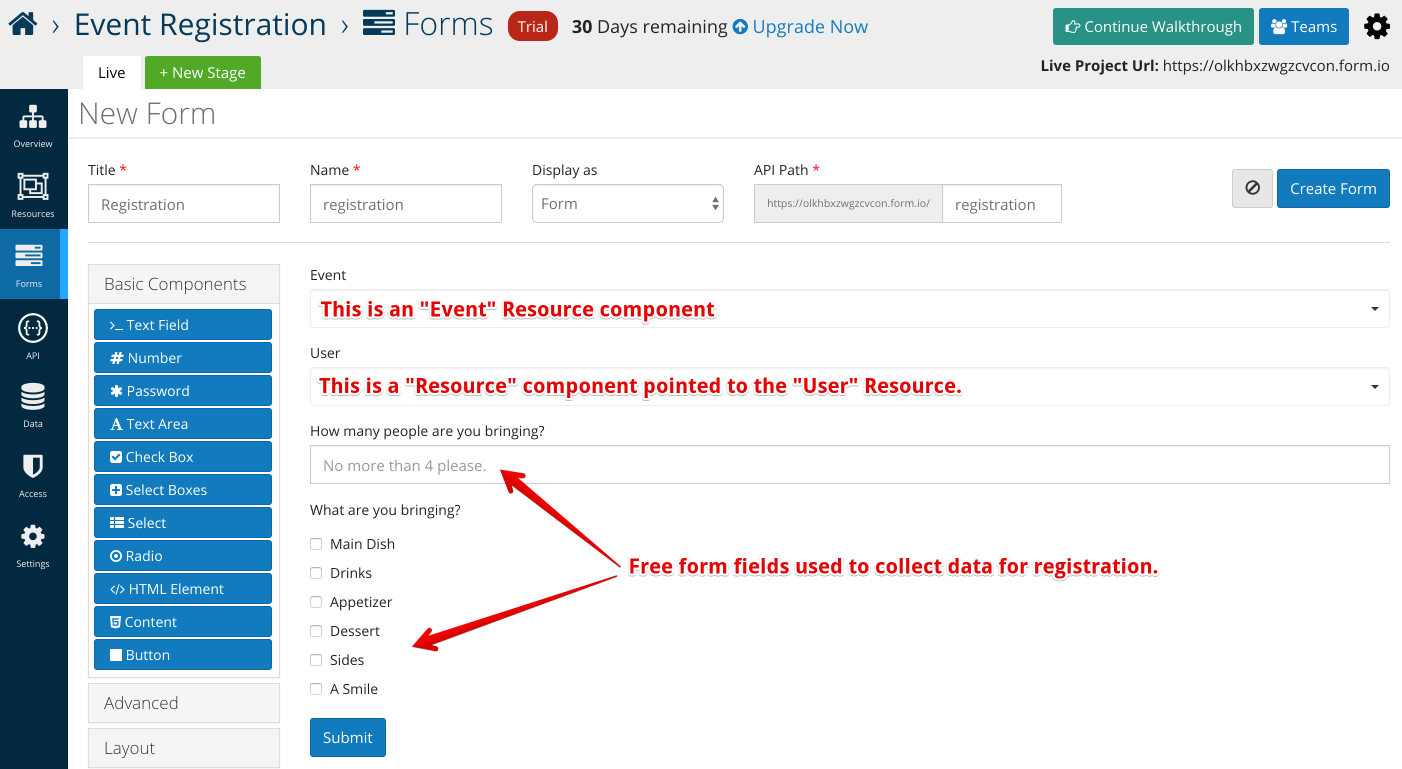 Event Registration › Forms Trial 30 Days remaining Upgrade Now Continue Walkthrough Teams
Live + New Stage Live Project Url: https://olkhbxzwgzcvcon.form.io
New Form
Overview
Resources
Forms
API
Data
Access
Settings
Title * Name * Display as API Path *
Registration registration Form https://olkhbxzwgzcvcon.form.io/ registration Create Form
Basic Components
Text Field
Number
Password
Text Area
Check Box
Select Boxes
Select
Radio
HTML Element
Content
Button
Advanced
Layout
Event
This is an "Event" Resource component
User
This is a "Resource" component pointed to the "User" Resource.
How many people are you bringing?
No more than 4 please.
What are you bringing?
Main Dish
Drinks
Appetizer
Dessert
Sides
A Smile
Free form fields used to collect data for registration.
Submit